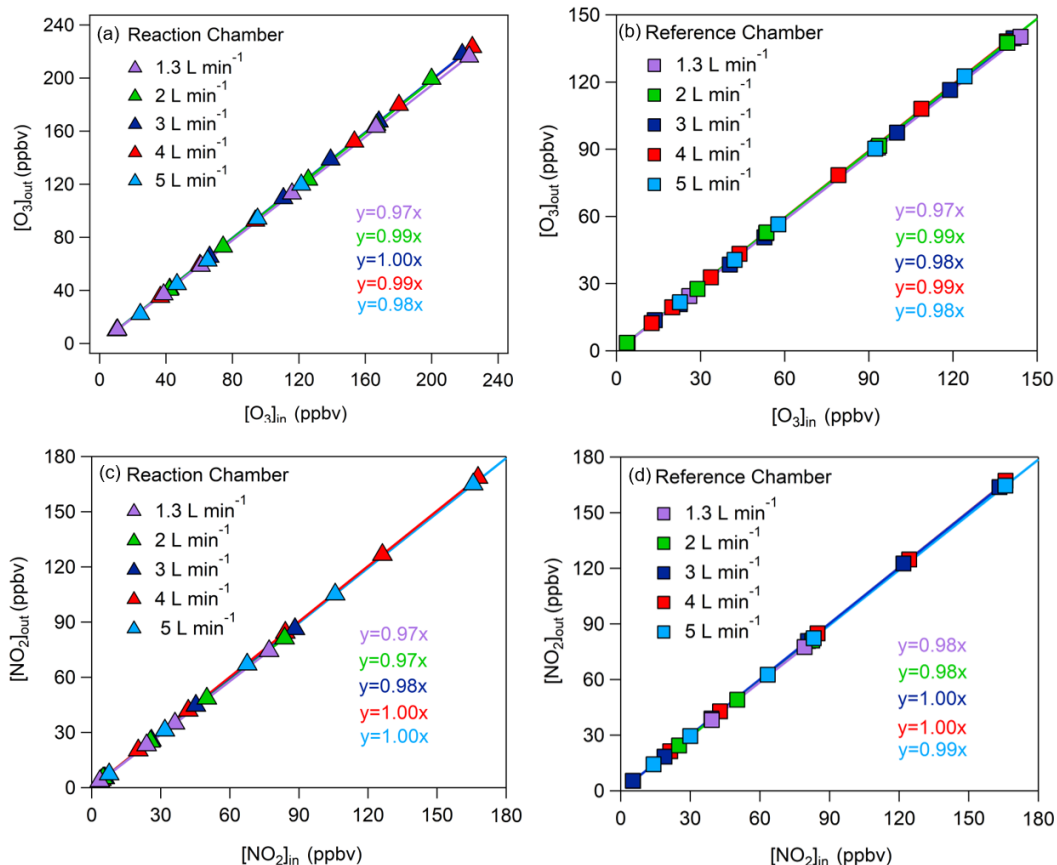 (a) Reaction Chamber
1.3 L min⁻¹
2 L min⁻¹
3 L min⁻¹
4 L min⁻¹
5 L min⁻¹
y=0.97x
y=0.99x
y=1.00x
y=0.99x
y=0.98x
[O₃]out (ppbv)
200
160
120
80
40
0
0 40 80 120 160 200 240
[O₃]in (ppbv)
(b) Reference Chamber
1.3 L min⁻¹
2 L min⁻¹
3 L min⁻¹
4 L min⁻¹
5 L min⁻¹
y=0.97x
y=0.99x
y=0.98x
y=0.99x
y=0.98x
[O₃]out (ppbv)
150
120
90
60
30
0
0 30 60 90 120 150
[O₃]in (ppbv)
(c) Reaction Chamber
1.3 L min⁻¹
2 L min⁻¹
3 L min⁻¹
4 L min⁻¹
5 L min⁻¹
y=0.97x
y=0.97x
y=0.98x
y=1.00x
y=1.00x
[NO₂]out (ppbv)
180
150
120
90
60
30
0
0 30 60 90 120 150 180
[NO₂]in (ppbv)
(d) Reference Chamber
1.3 L min⁻¹
2 L min⁻¹
3 L min⁻¹
4 L min⁻¹
5 L min⁻¹
y=0.98x
y=0.98x
y=1.00x
y=1.00x
y=0.99x
[NO₂]out (ppbv)
180
150
120
90
60
30
0
0 30 60 90 120 150 180
[NO₂]in (ppbv)